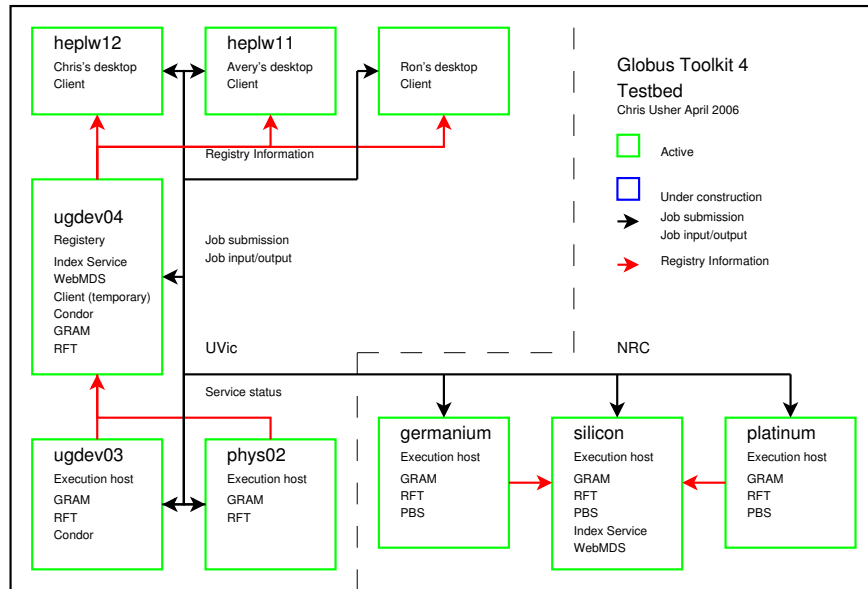 heplw12
Chris's desktop
Client
heplw11
Avery's desktop
Client
Ron's desktop
Client
Globus Toolkit 4
Testbed
Chris Usher April 2006
Active
Under construction
Job submission
Job input/output
Registry Information
Registry Information
ugdev04
Registery
Index Service
WebMDS
Client (temporary)
Condor
GRAM
RFT
Job submission
Job input/output
UVic
NRC
Service status
ugdev03
Execution host
GRAM
RFT
Condor
phys02
Execution host
GRAM
RFT
germanium
Execution host
GRAM
RFT
PBS
silicon
Execution host
GRAM
RFT
PBS
Index Service
WebMDS
platinum
Execution host
GRAM
RFT
PBS